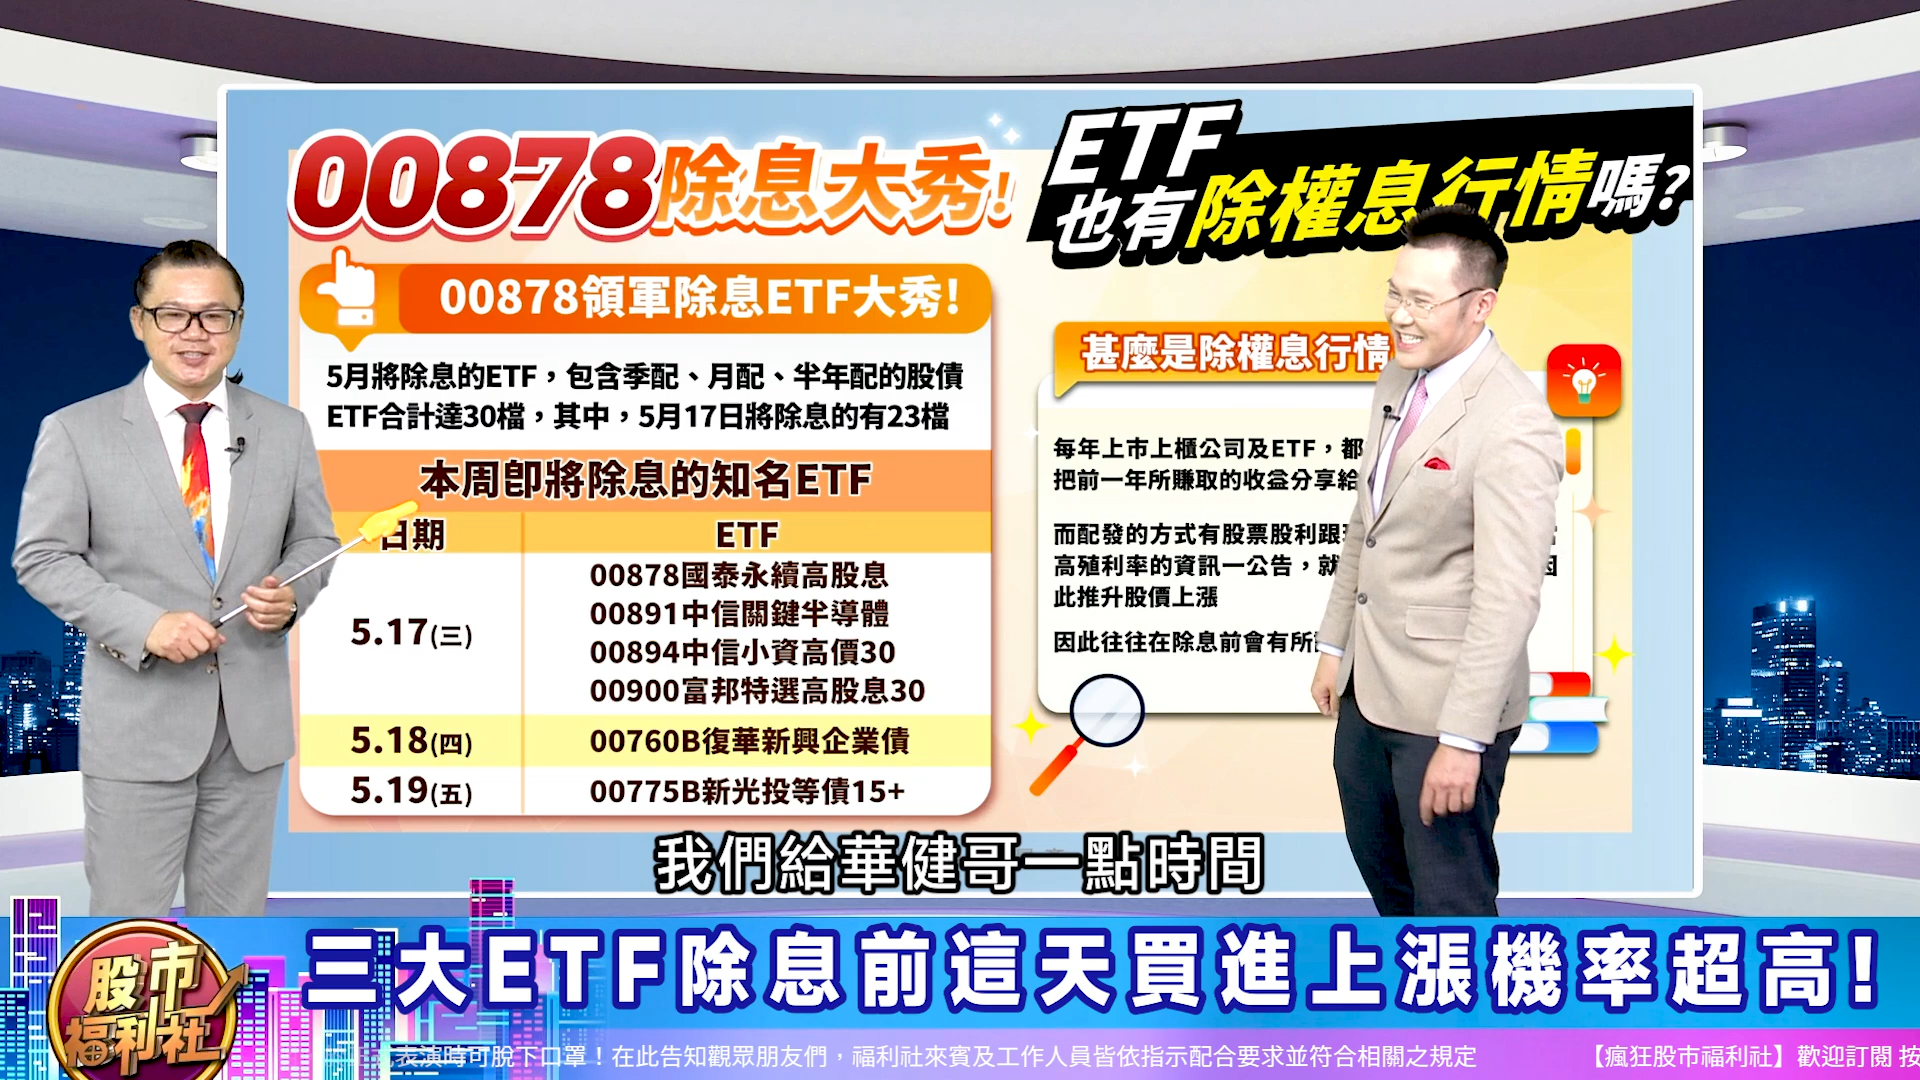 00878除息大秀!
ETF
也有除權息行情嗎?
00878領軍除息ETF大秀!
5月將除息的ETF，包含季配、月配、半年配的股債
ETF合計達30檔，其中，5月17日將除息的有23檔
本周即將除息的知名ETF
日期 ETF
5.17(三)
00878國泰永續高股息
00891中信關鍵半導體
00894中信小資高價30
00900富邦特選高股息30
5.18(四) 00760B復華新興企業債
5.19(五) 00775B新光投等債15+
甚麼是除權息行情
每年上市上櫃公司及ETF，都
把前一年所賺取的收益分享給
而配發的方式有股票股利跟
高殖利率的資訊一公告，就 因
此推升股價上漲
因此往往在除息前會有所
我們給華健哥一點時間
三大ETF除息前這天買進上漲機率超高!
股市
福利社
表演時可脫下口罩！在此告知觀眾朋友們，福利社來賓及工作人員皆依指示配合要求並符合相關之規定
【瘋狂股市福利社】歡迎訂閱 按